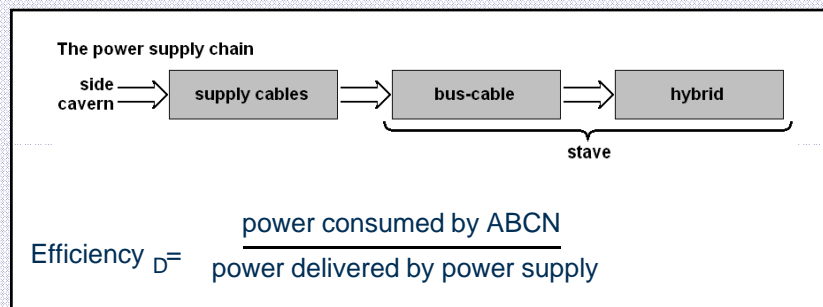 The power supply chain
side
cavern
supply cables
bus-cable
hybrid
stave
power consumed by ABCN
Efficiency D=
power delivered by power supply